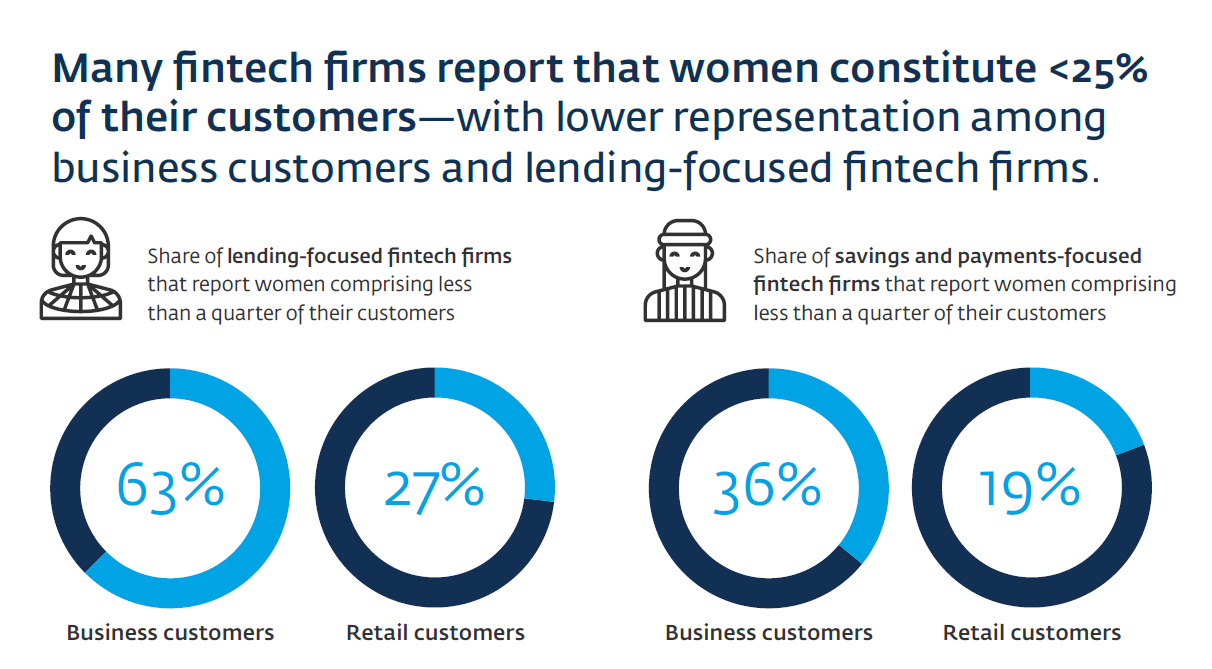 Many fintech firms report that women constitute <25%
of their customers—with lower representation among
business customers and lending-focused fintech firms.
Share of lending-focused fintech firms
that report women comprising less
than a quarter of their customers
Share of savings and payments-focused
fintech firms that report women comprising
less than a quarter of their customers
63%
27%
36%
19%
Business customers
Retail customers
Business customers
Retail customers